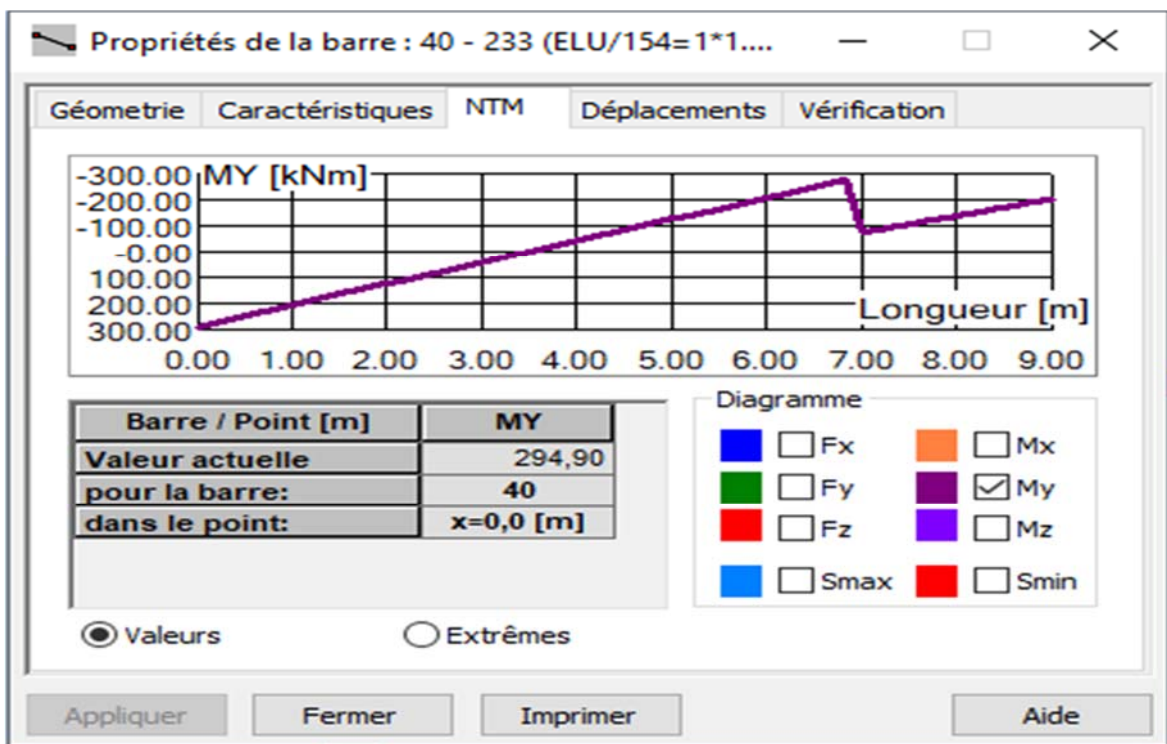 Propriétés de la barre : 40 - 233 (ELU/154=1*1....
Géometrie Caractéristiques NTM Déplacements Vérification
-300.00 MY [kNm]
-200.00
-100.00
-0.00
100.00
200.00
Longueur [m]
300.00
0.00 1.00 2.00 3.00 4.00 5.00 6.00 7.00 8.00 9.00
Barre / Point [m] MY
Valeur actuelle 294,90
pour la barre: 40
dans le point: x=0,0 [m]
Diagramme
Fx Mx
Fy My
Fz Mz
Smax Smin
Valeurs Extrêmes
Appliquer Fermer Imprimer Aide